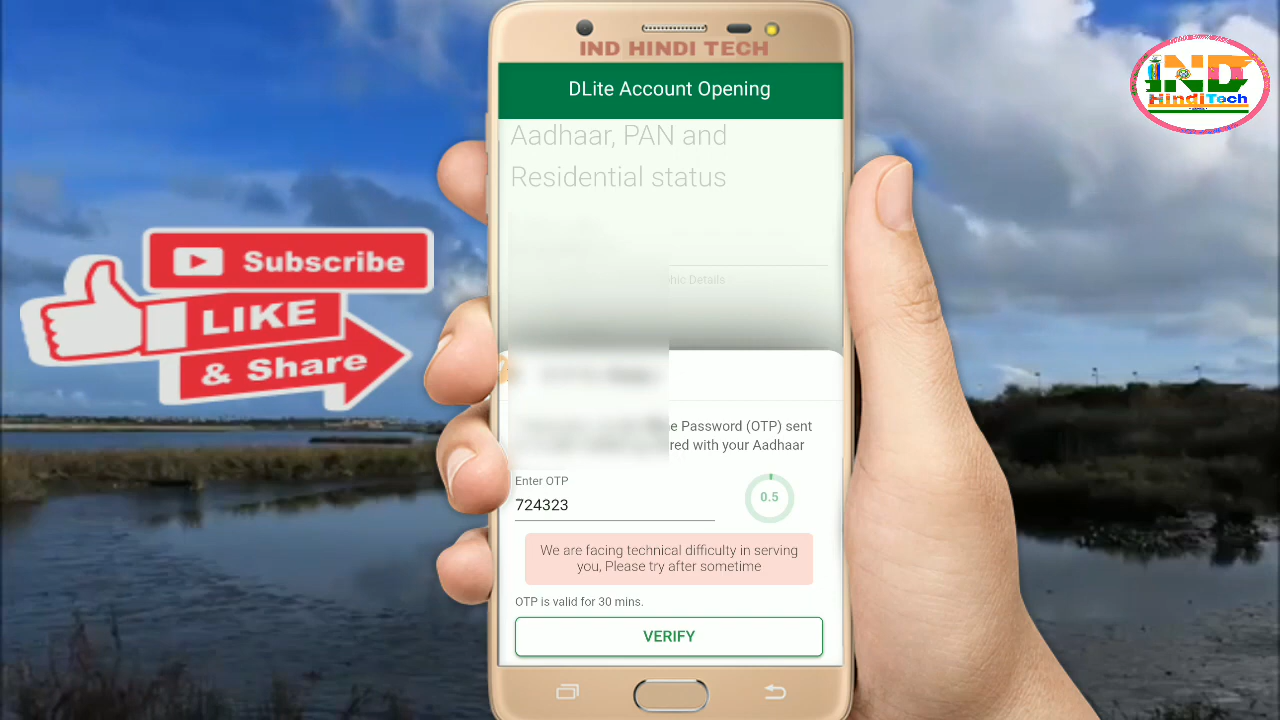 IND HINDI TECH
IND
HindiTech
DLite Account Opening
Aadhaar, PAN and
Residential status
Subscribe
LIKE
& Share
hic Details
e Password (OTP) sent
red with your Aadhaar
Enter OTP
724323
0.5
We are facing technical difficulty in serving
you, Please try after sometime
OTP is valid for 30 mins.
VERIFY